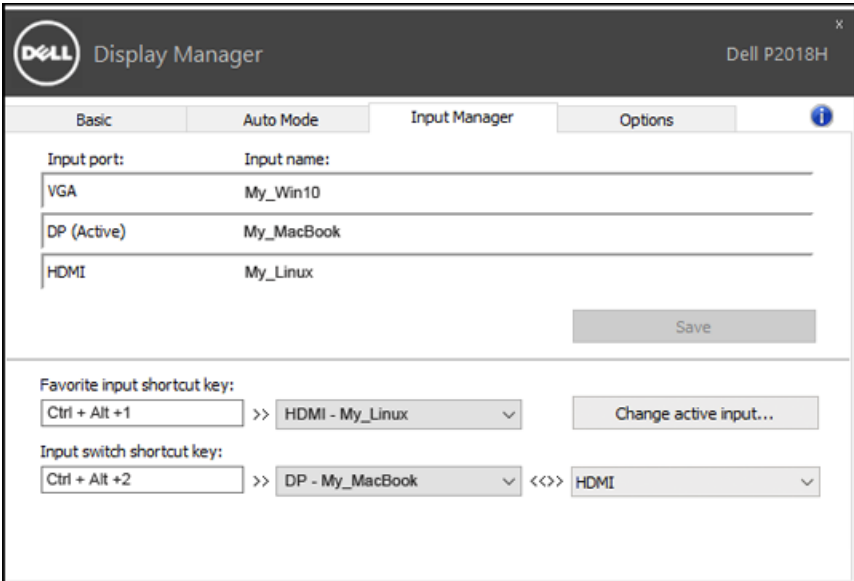 x
DELL Display Manager Dell P2018H
Basic Auto Mode Input Manager Options i
Input port: Input name:
VGA My_Win10
DP (Active) My_MacBook
HDMI My_Linux
Save
Favorite input shortcut key:
Ctrl + Alt +1 >> HDMI - My_Linux Change active input...
Input switch shortcut key:
Ctrl + Alt +2 >> DP - My_MacBook <<>> HDMI